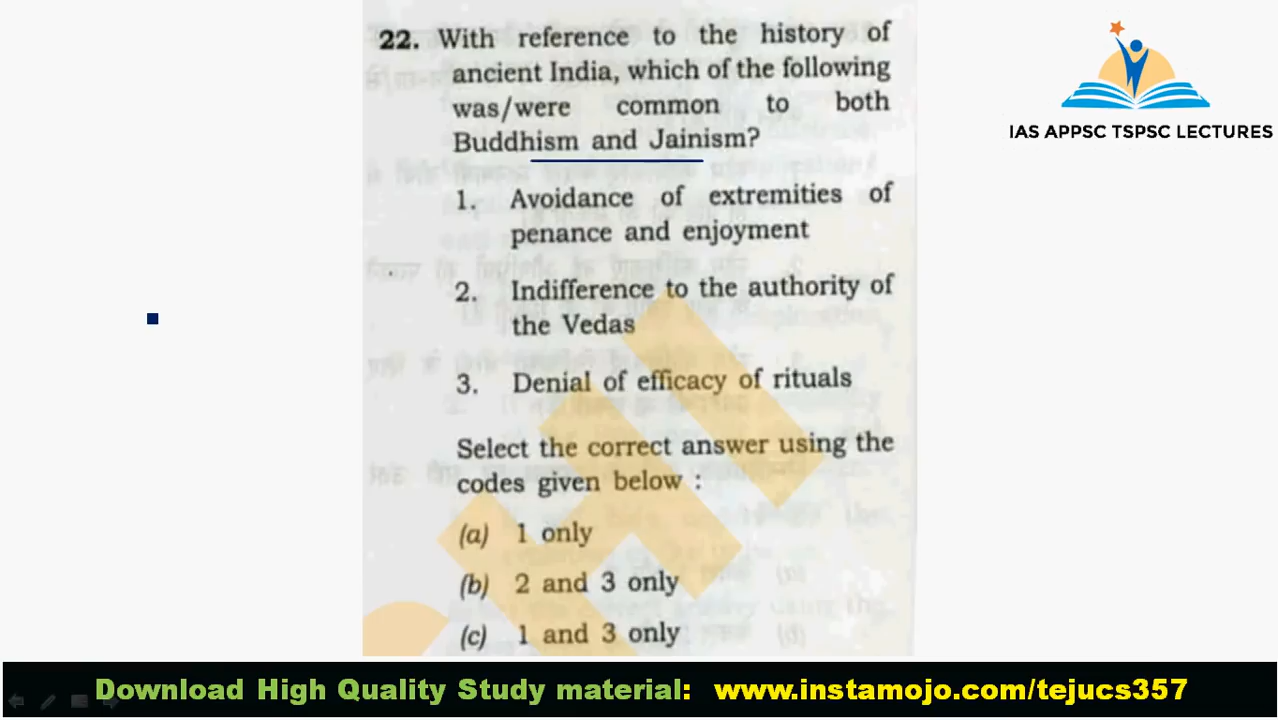 22. With reference to the history of
ancient India, which of the following
was/were common to both
Buddhism and Jainism?
1. Avoidance of extremities of
penance and enjoyment
2. Indifference to the authority of
the Vedas
3. Denial of efficacy of rituals
Select the correct answer using the
codes given below :
(a) 1 only
(b) 2 and 3 only
(c) 1 and 3 only
IAS APPSC TSPSC LECTURES
Download High Quality Study material: www.instamojo.com/tejucs357